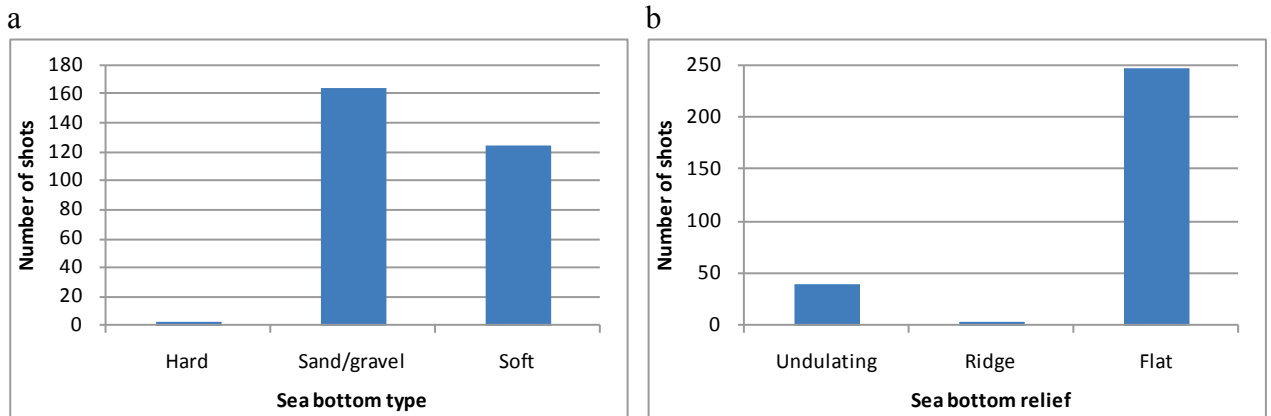 a
180
160
140
120
100
80
60
40
20
0
Number of shots
Hard Sand/gravel Soft
Sea bottom type
b
250
200
150
100
50
0
Number of shots
Undulating Ridge Flat
Sea bottom relief